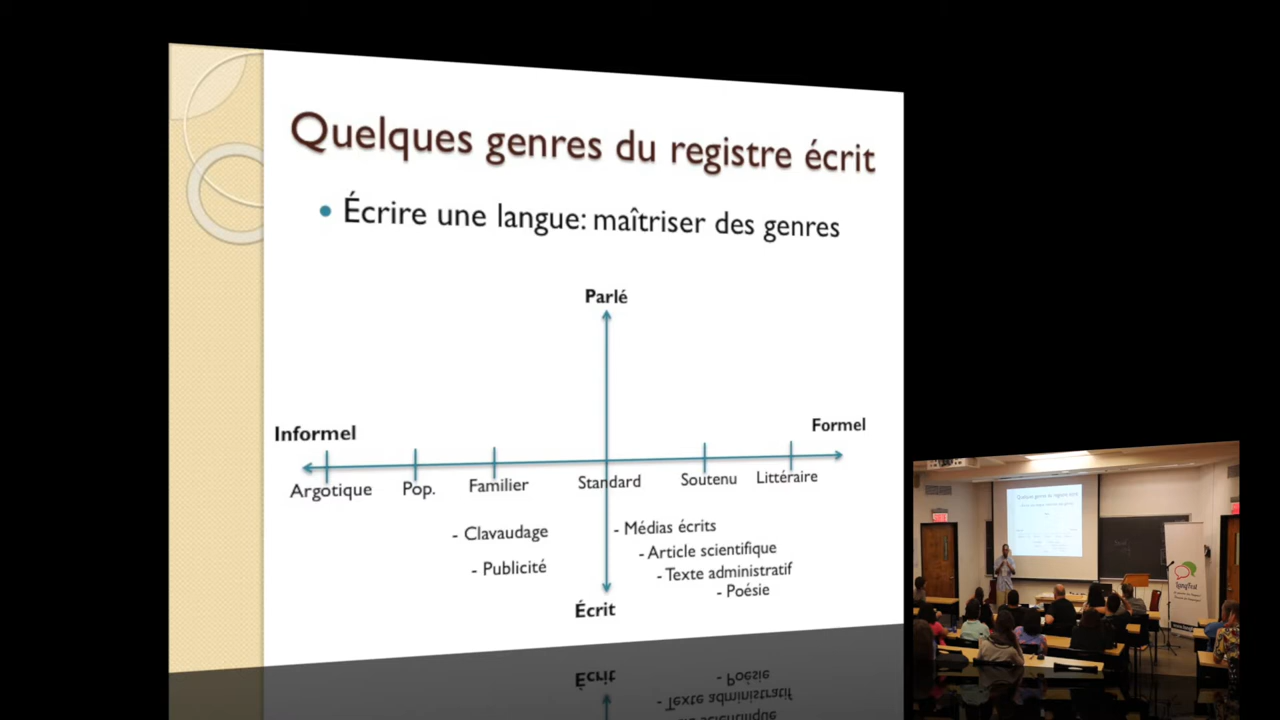 Quelques genres du registre écrit
Écrire une langue: maîtriser des genres
Parlé
Informel
Formel
Argotique
Pop.
Familier
Standard
Soutenu
Littéraire
- Clavaudage
- Médias écrits
- Article scientifique
- Publicité
- Texte administratif
- Poésie
Écrit